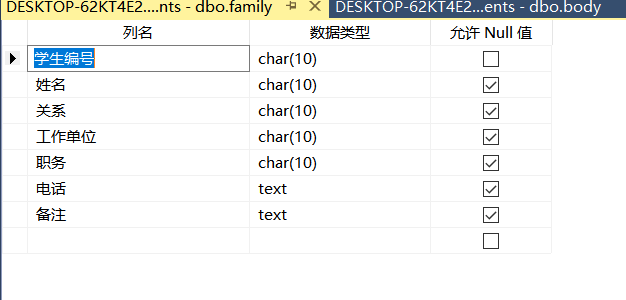 DESKTOP-62KT4E2....nts - dbo.family DESKTOP-62KT4E2...ents - dbo.body
列名 数据类型 允许 Null 值
学生编号 char(10)
姓名 char(10)
关系 char(10)
工作单位 char(10)
职务 char(10)
电话 text
备注 text